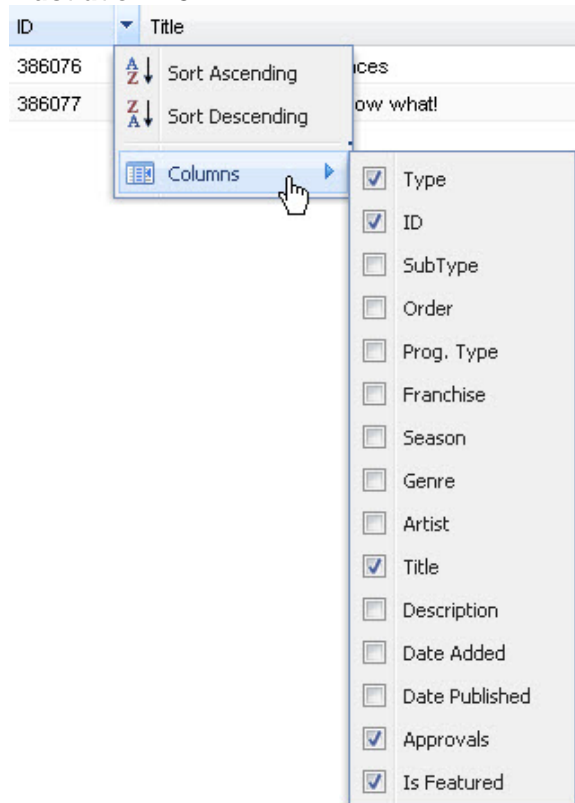 ID Title
386076
Sort Ascending
386077 ow what!
Sort Descending
Columns
Type
ID
SubType
Order
Prog. Type
Franchise
Season
Genre
Artist
Title
Description
Date Added
Date Published
Approvals
Is Featured